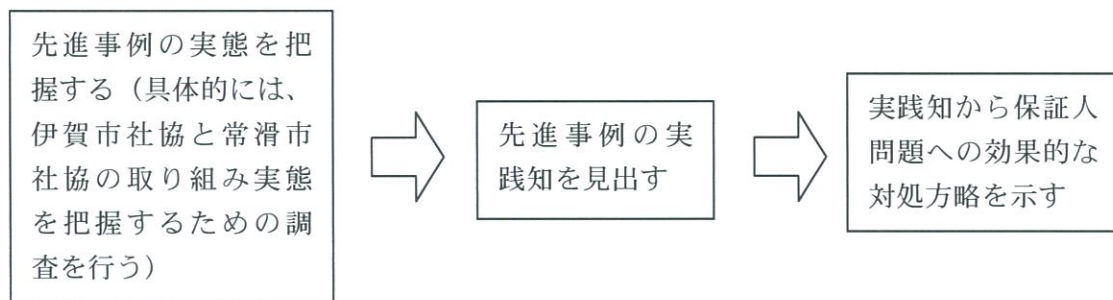 先進事例の実態を把
握する（具体的には、
伊賀市社協と常滑市
社協の取り組み実態
を把握するための調
査を行う）
先進事例の実
践知を見出す
実践知から保証人
問題への効果的な
対処方略を示す